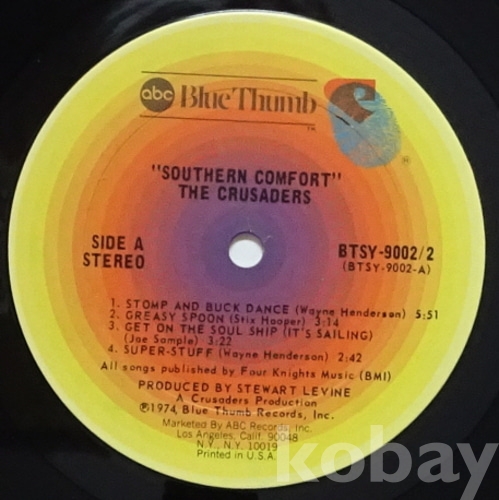 abc Blue Thumb
TM
®
"SOUTHERN COMFORT"
THE CRUSADERS
SIDE A
STEREO
BTSY-9002/2
(BTSY-9002-A)
1. STOMP AND BUCK DANCE (Wayne Henderson) 5:51
2. GREASY SPOON (Stix Hooper) 3:14
3. GET ON THE SOUL SHIP (IT'S SAILING)
(Joe Sample) 3:22
4. SUPER-STUFF (Wayne Henderson) 2:42
All songs published by Four Knights Music (BMI)
PRODUCED BY STEWART LEVINE
A Crusaders Production
℗1974, Blue Thumb Records, Inc.
Marketed By ABC Records, Inc.
Los Angeles, Calif. 90048
N.Y., N.Y. 10019
Printed in U.S.A.
kobay